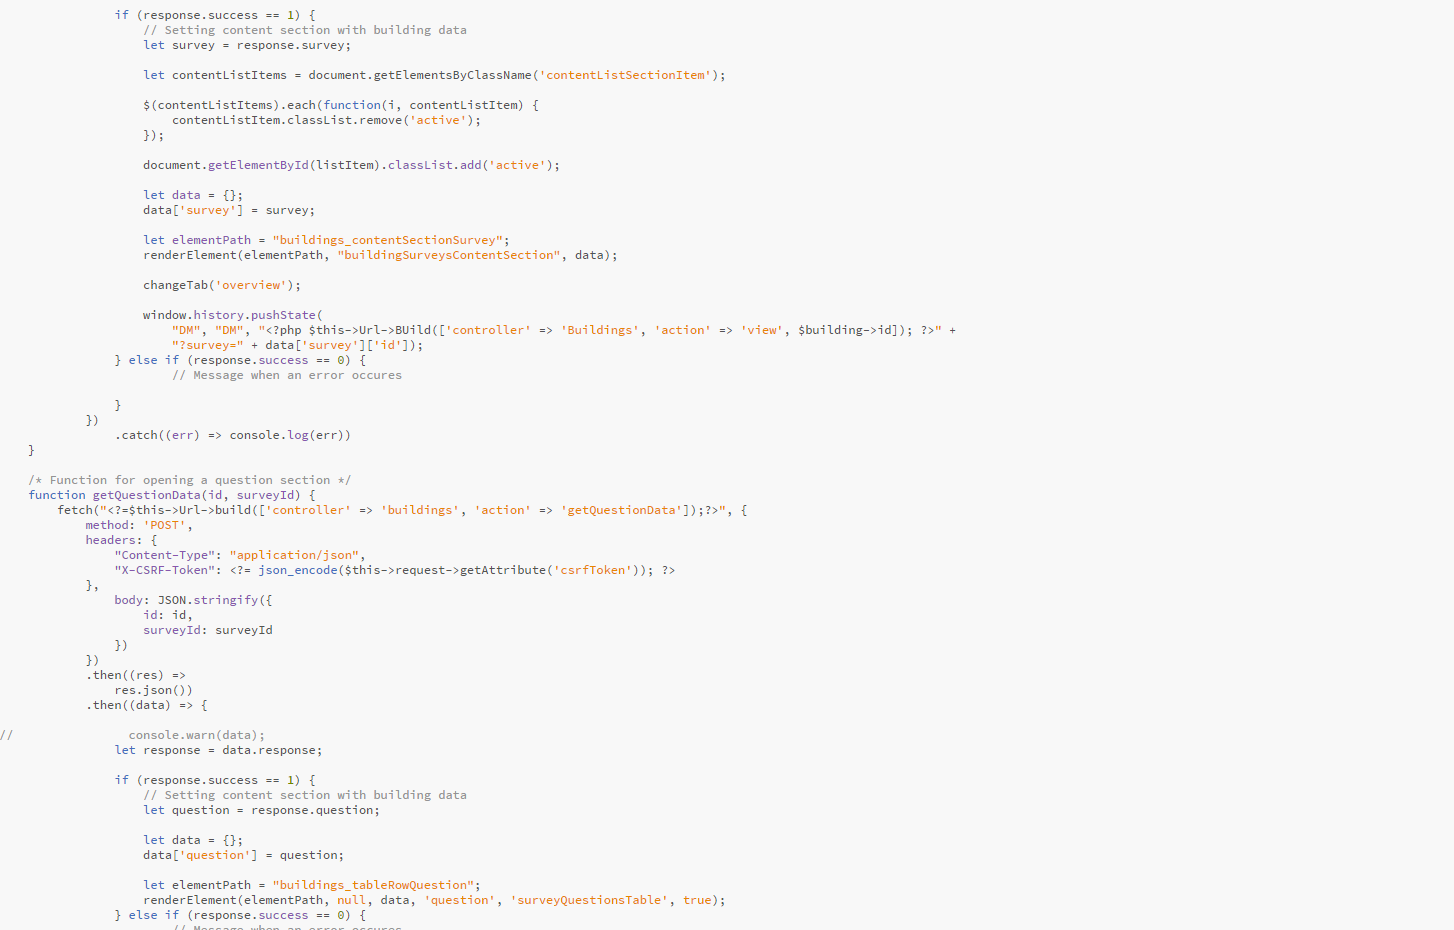 if (response.success == 1) {
// Setting content section with building data
let survey = response.survey;
let contentListItems = document.getElementsByClassName('contentListSectionItem');
$(contentListItems).each(function(i, contentListItem) {
contentListItem.classList.remove('active');
});
document.getElementById(listItem).classList.add('active');
let data = {};
data['survey'] = survey;
let elementPath = "buildings_contentSectionSurvey";
renderElement(elementPath, "buildingSurveysContentSection", data);
changeTab('overview');
window.history.pushState(
"DM", "DM", "<?php $this->Url->BUild(['controller' => 'Buildings', 'action' => 'view', $building->id]); ?>" +
"?survey=" + data['survey']['id']);
} else if (response.success == 0) {
// Message when an error occures
}
})
.catch((err) => console.log(err))
}
/* Function for opening a question section */
function getQuestionData(id, surveyId) {
fetch("<?=$this->Url->build(['controller' => 'buildings', 'action' => 'getQuestionData']);?>", {
method: 'POST',
headers: {
"Content-Type": "application/json",
"X-CSRF-Token": <?= json_encode($this->request->getAttribute('csrfToken')); ?>
},
body: JSON.stringify({
id: id,
surveyId: surveyId
})
})
.then((res) =>
res.json())
.then((data) => {
// console.warn(data);
let response = data.response;
if (response.success == 1) {
// Setting content section with building data
let question = response.question;
let data = {};
data['question'] = question;
let elementPath = "buildings_tableRowQuestion";
renderElement(elementPath, null, data, 'question', 'surveyQuestionsTable', true);
} else if (response.success == 0) {
// Message when an error occures